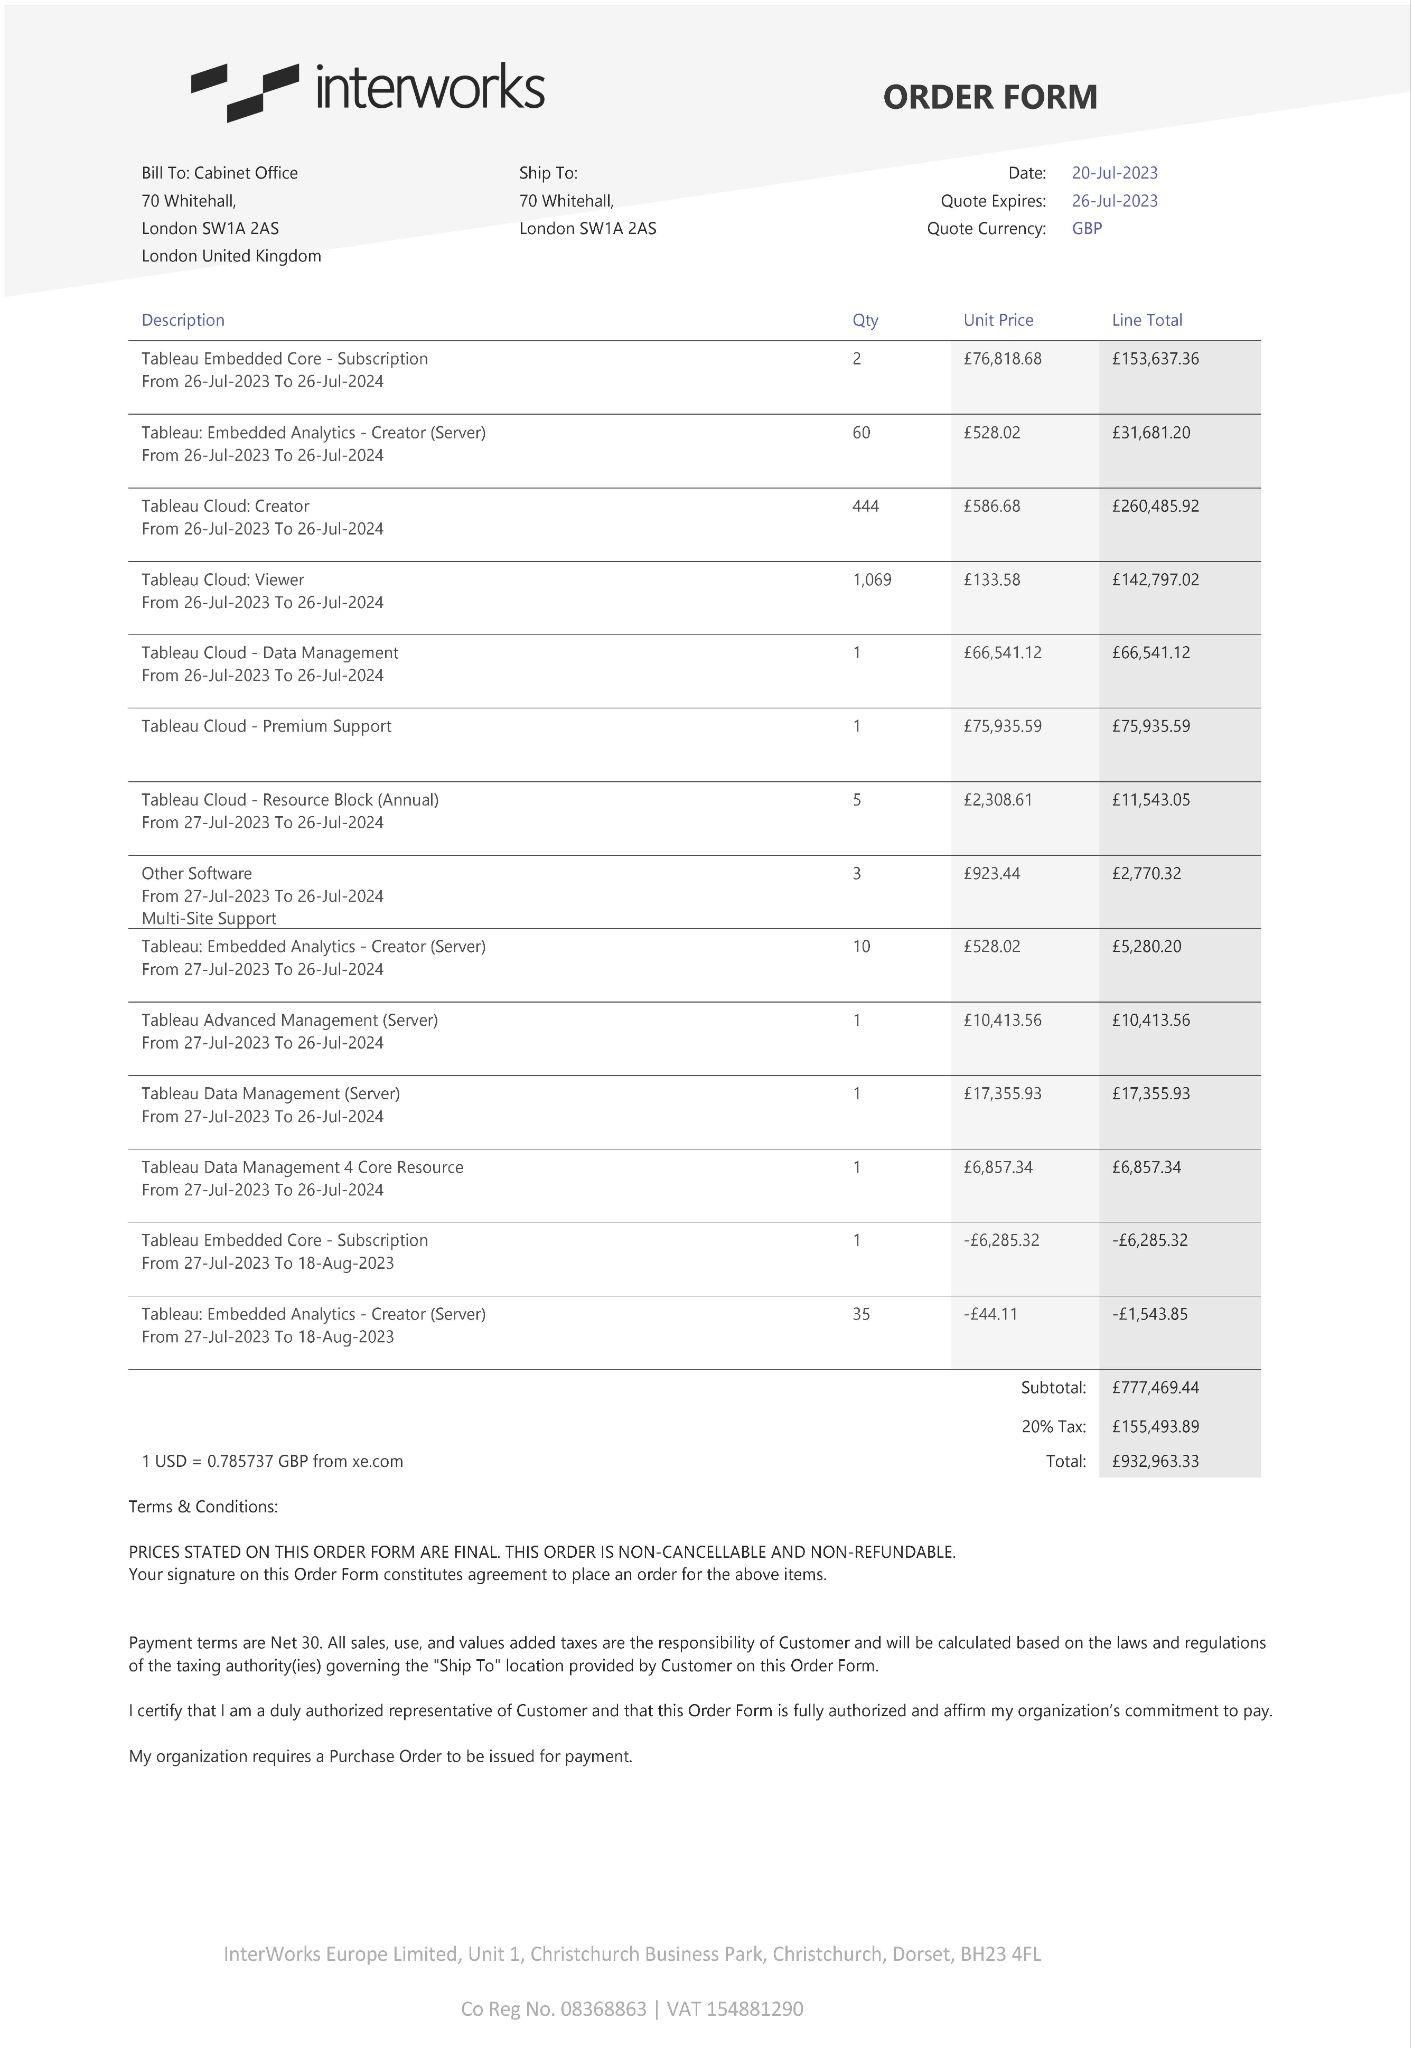 interworks
ORDER FORM
Bill To: Cabinet Office
70 Whitehall,
London SW1A 2AS
London United Kingdom
Ship To:
70 Whitehall,
London SW1A 2AS
Date: 20-Jul-2023
Quote Expires: 26-Jul-2023
Quote Currency: GBP
Description Qty Unit Price Line Total
Tableau Embedded Core - Subscription 2 £76,818.68 £153,637.36
From 26-Jul-2023 To 26-Jul-2024
Tableau: Embedded Analytics - Creator (Server) 60 £528.02 £31,681.20
From 26-Jul-2023 To 26-Jul-2024
Tableau Cloud: Creator 444 £586.68 £260,485.92
From 26-Jul-2023 To 26-Jul-2024
Tableau Cloud: Viewer 1,069 £133.58 £142,797.02
From 26-Jul-2023 To 26-Jul-2024
Tableau Cloud - Data Management 1 £66,541.12 £66,541.12
From 26-Jul-2023 To 26-Jul-2024
Tableau Cloud - Premium Support 1 £75,935.59 £75,935.59
Tableau Cloud - Resource Block (Annual) 5 £2,308.61 £11,543.05
From 27-Jul-2023 To 26-Jul-2024
Other Software 3 £923.44 £2,770.32
From 27-Jul-2023 To 26-Jul-2024
Multi-Site Support
Tableau: Embedded Analytics - Creator (Server) 10 £528.02 £5,280.20
From 27-Jul-2023 To 26-Jul-2024
Tableau Advanced Management (Server) 1 £10,413.56 £10,413.56
From 27-Jul-2023 To 26-Jul-2024
Tableau Data Management (Server) 1 £17,355.93 £17,355.93
From 27-Jul-2023 To 26-Jul-2024
Tableau Data Management 4 Core Resource 1 £6,857.34 £6,857.34
From 27-Jul-2023 To 26-Jul-2024
Tableau Embedded Core - Subscription 1 -£6,285.32 -£6,285.32
From 27-Jul-2023 To 18-Aug-2023
Tableau: Embedded Analytics - Creator (Server) 35 -£44.11 -£1,543.85
From 27-Jul-2023 To 18-Aug-2023
Subtotal: £777,469.44
20% Tax: £155,493.89
1 USD = 0.785737 GBP from xe.com Total: £932,963.33
Terms & Conditions:
PRICES STATED ON THIS ORDER FORM ARE FINAL. THIS ORDER IS NON-CANCELLABLE AND NON-REFUNDABLE.
Your signature on this Order Form constitutes agreement to place an order for the above items.
Payment terms are Net 30. All sales, use, and values added taxes are the responsibility of Customer and will be calculated based on the laws and regulations
of the taxing authority(ies) governing the "Ship To" location provided by Customer on this Order Form.
I certify that I am a duly authorized representative of Customer and that this Order Form is fully authorized and affirm my organization’s commitment to pay.
My organization requires a Purchase Order to be issued for payment.
InterWorks Europe Limited, Unit 1, Christchurch Business Park, Christchurch, Dorset, BH23 4FL
Co Reg No. 08368863 | VAT 154881290